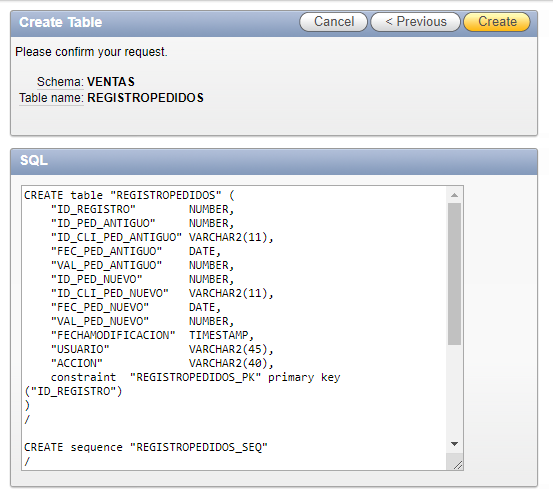 Create Table
Cancel
< Previous
Create
Please confirm your request.
Schema: VENTAS
Table name: REGISTROPEDIDOS
SQL
CREATE table "REGISTROPEDIDOS" (
    "ID_REGISTRO"        NUMBER,
    "ID_PED_ANTIGUO"     NUMBER,
    "ID_CLI_PED_ANTIGUO" VARCHAR2(11),
    "FEC_PED_ANTIGUO"    DATE,
    "VAL_PED_ANTIGUO"    NUMBER,
    "ID_PED_NUEVO"       NUMBER,
    "ID_CLI_PED_NUEVO"   VARCHAR2(11),
    "FEC_PED_NUEVO"      DATE,
    "VAL_PED_NUEVO"      NUMBER,
    "FECHAMODIFICACION"  TIMESTAMP,
    "USUARIO"            VARCHAR2(45),
    "ACCION"             VARCHAR2(40),
    constraint  "REGISTROPEDIDOS_PK" primary key
("ID_REGISTRO")
)
/
CREATE sequence "REGISTROPEDIDOS_SEQ"
/